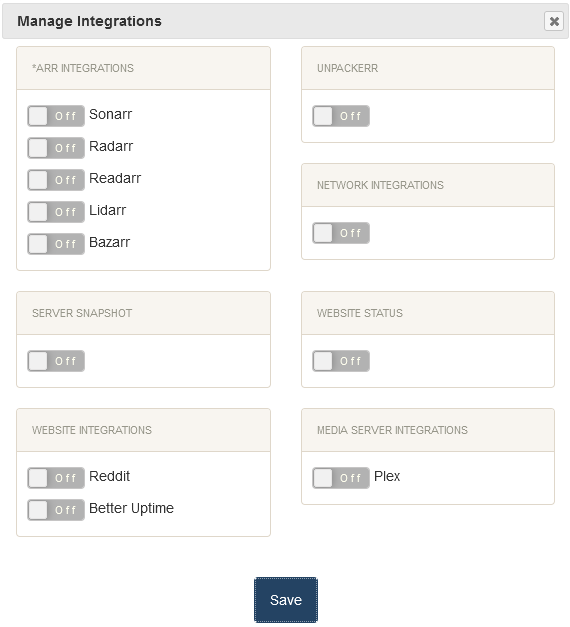 Manage Integrations
*ARR INTEGRATIONS
Off Sonarr
Off Radarr
Off Readarr
Off Lidarr
Off Bazarr
UNPACKERR
Off
NETWORK INTEGRATIONS
Off
SERVER SNAPSHOT
Off
WEBSITE STATUS
Off
WEBSITE INTEGRATIONS
Off Reddit
Off Better Uptime
MEDIA SERVER INTEGRATIONS
Off Plex
Save